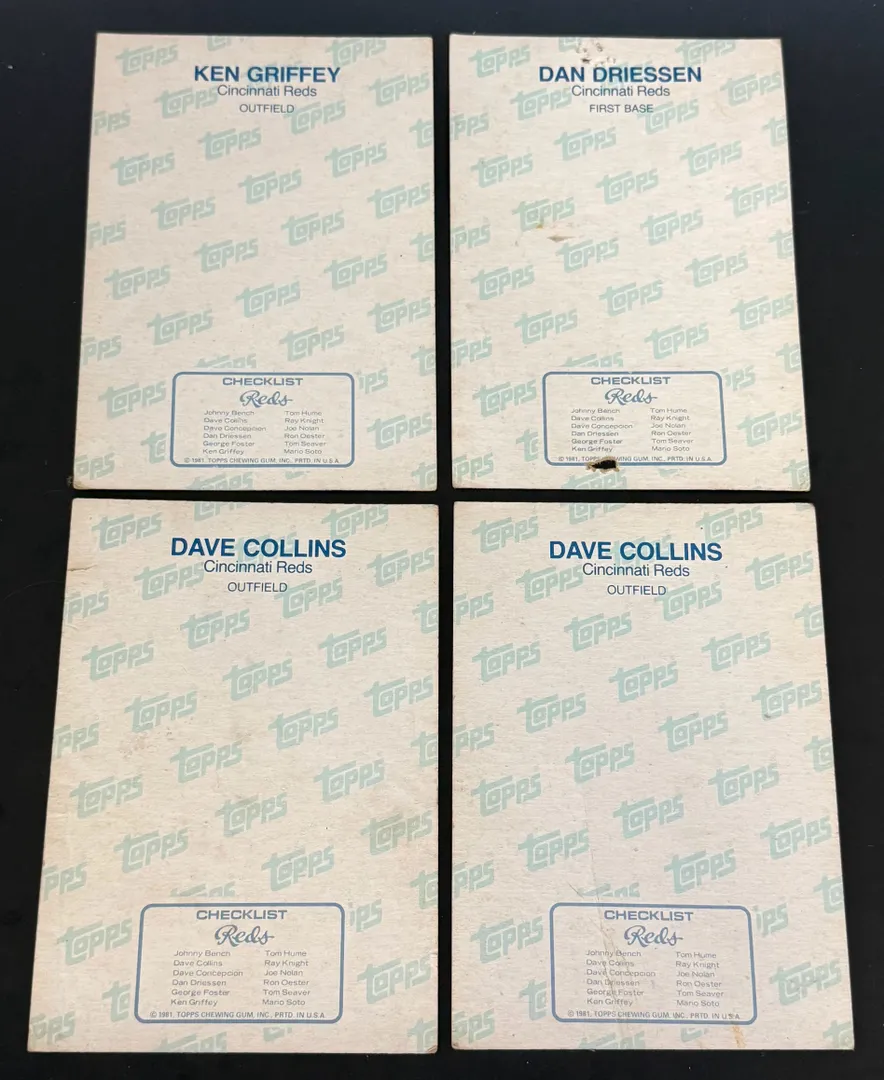 KEN GRIFFEY
Cincinnati Reds
OUTFIELD
CHECKLIST
Reds
Johnny Bench Tom Hume
Dave Collins Ray Knight
Dave Concepcion Joe Nolan
Dan Driessen Ron Oester
George Foster Tom Seaver
Ken Griffey Mario Soto
© 1981, TOPPS CHEWING GUM, INC., PRTD. IN U.S.A.
DAN DRIESSEN
Cincinnati Reds
FIRST BASE
CHECKLIST
Reds
Johnny Bench Tom Hume
Dave Collins Ray Knight
Dave Concepcion Joe Nolan
Dan Driessen Ron Oester
George Foster Tom Seaver
Ken Griffey Mario Soto
© 1981, TOPPS WING GUM, INC., PRTD. IN U.S.A.
DAVE COLLINS
Cincinnati Reds
OUTFIELD
CHECKLIST
Reds
Johnny Bench Tom Hume
Dave Collins Ray Knight
Dave Concepcion Joe Nolan
Dan Driessen Ron Oester
George Foster Tom Seaver
Ken Griffey Mario Soto
© 1981, TOPPS CHEWING GUM, INC., PRTD. IN U.S.A.
DAVE COLLINS
Cincinnati Reds
OUTFIELD
CHECKLIST
Reds
Johnny Bench Tom Hume
Dave Collins Ray Knight
Dave Concepcion Joe Nolan
Dan Driessen Ron Oester
George Foster Tom Seaver
Ken Griffey Mario Soto
© 1981, TOPPS CHEWING GUM, INC., PRTD. IN U.S.A.